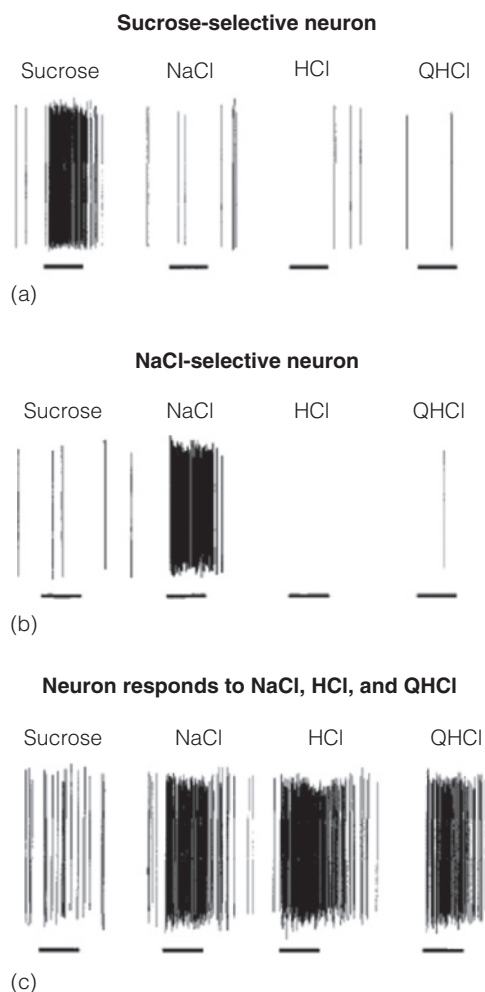 Sucrose-selective neuron
Sucrose NaCl HCl QHCl
(a)
NaCl-selective neuron
Sucrose NaCl HCl QHCl
(b)
Neuron responds to NaCl, HCl, and QHCl
Sucrose NaCl HCl QHCl
(c)